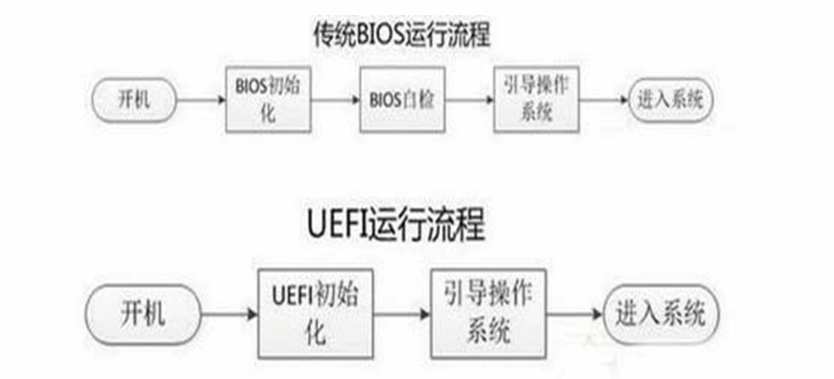 传统BIOS运行流程
开机
BIOS初始
化
BIOS自检
引导操作
系统
进入系统
UEFI运行流程
开机
UEFI初始
化
引导操作
系统
进入系统